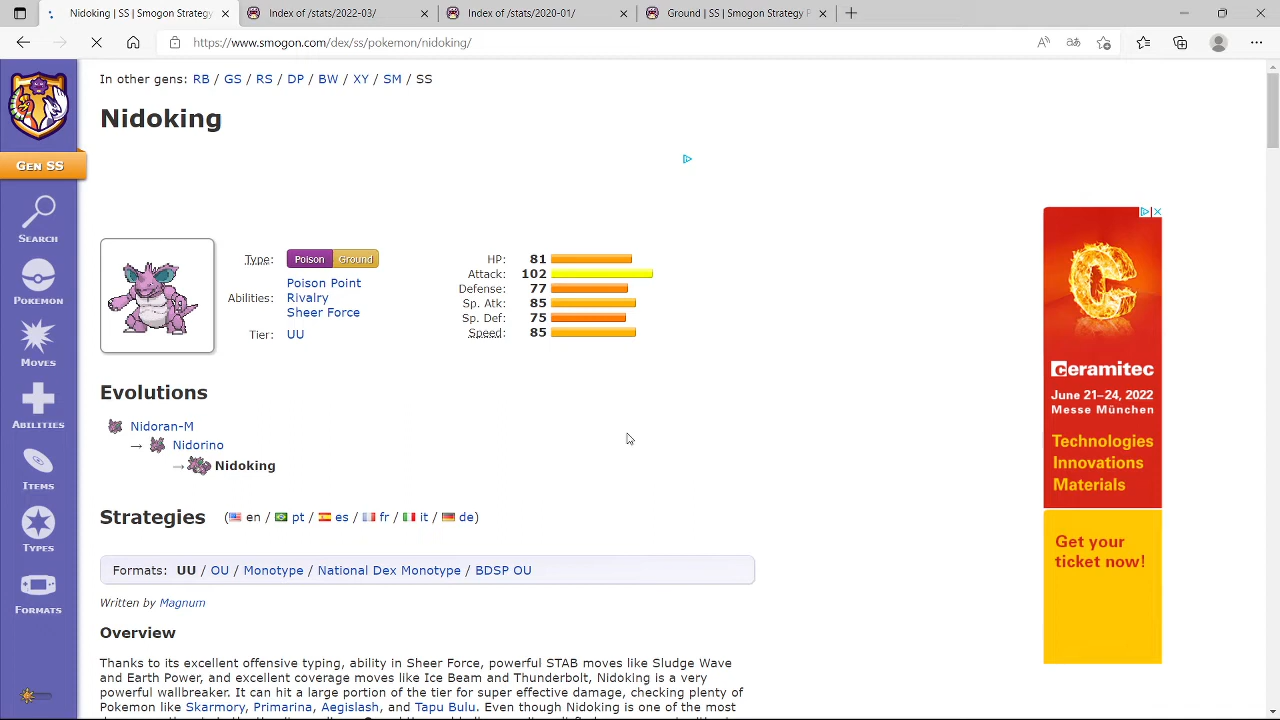 Nidoking | SS | Smogon Strategy
Index of /stats/2022-03/
Index of /stats/2020-01/
Ground | SS | Smogon Strategy P
https://www.smogon.com/dex/ss/pokemon/nidoking/
In other gens: RB / GS / RS / DP / BW / XY / SM / SS
Nidoking
GEN SS
SEARCH
POKEMON
MOVES
ABILITIES
ITEMS
TYPES
FORMATS
Type: Poison Ground
Abilities: Poison Point
Rivalry
Sheer Force
Tier: UU
HP: 81
Attack: 102
Defense: 77
Sp. Atk: 85
Sp. Def: 75
Speed: 85
Evolutions
Nidoran-M
→ Nidorino
→ Nidoking
Strategies (en / pt / es / fr / it / de)
Formats: UU / OU / Monotype / National Dex Monotype / BDSP OU
Written by Magnum
Overview
Thanks to its excellent offensive typing, ability in Sheer Force, powerful STAB moves like Sludge Wave
and Earth Power, and excellent coverage moves like Ice Beam and Thunderbolt, Nidoking is a very
powerful wallbreaker. It can hit a large portion of the tier for super effective damage, checking plenty of
Pokemon like Skarmory, Primarina, Aegislash, and Tapu Bulu. Even though Nidoking is one of the most
ceramitec
June 21–24, 2022
Messe München
Technologies
Innovations
Materials
Get your
ticket now!